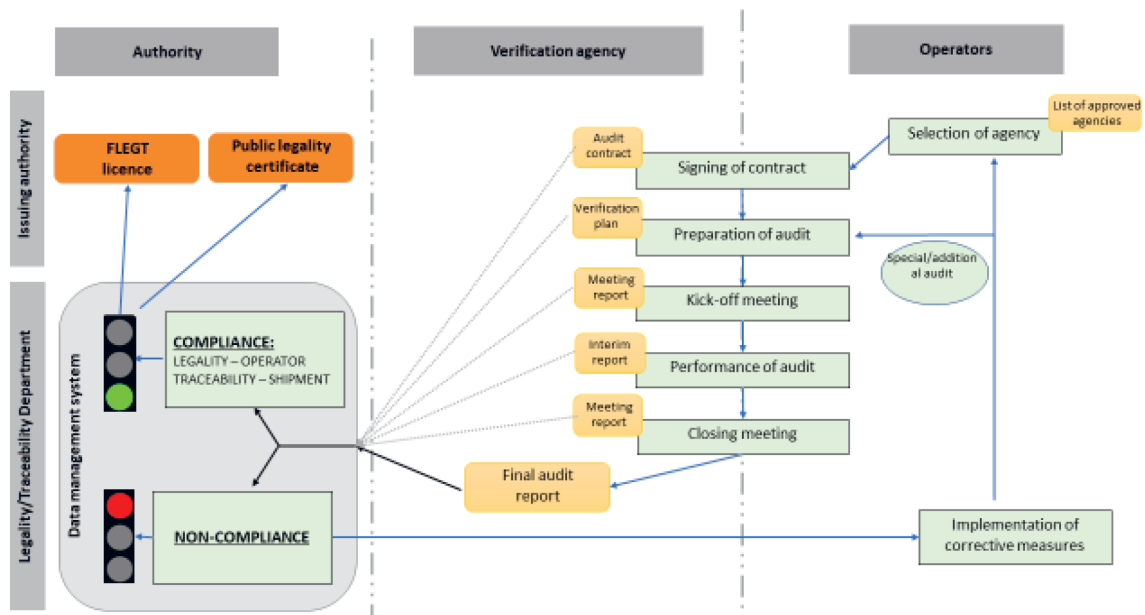 Authority
Verification agency
Operators
Issuing authority
FLEGT
licence
Public legality
certificate
Audit
contract
Signing of contract
Selection of agency
List of approved
agencies
Verification
plan
Preparation of audit
Special/addition
al audit
Meeting
report
Kick-off meeting
Legality/Traceability Department
Data management system
COMPLIANCE:
LEGALITY – OPERATOR
TRACEABILITY – SHIPMENT
Interim
report
Performance of audit
Meeting
report
Closing meeting
Final audit
report
NON-COMPLIANCE
Implementation of
corrective measures